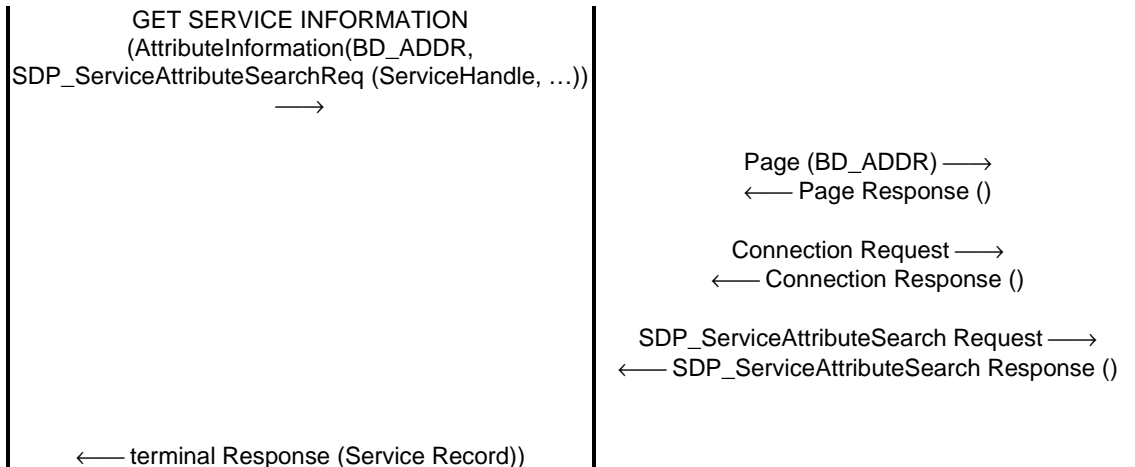 GET SERVICE INFORMATION
(AttributeInformation(BD_ADDR,
SDP_ServiceAttributeSearchReq (ServiceHandle, …))
⟶
Page (BD_ADDR) ⟶
⟵ Page Response ()
Connection Request ⟶
⟵ Connection Response ()
SDP_ServiceAttributeSearch Request ⟶
⟵ SDP_ServiceAttributeSearch Response ()
⟵ terminal Response (Service Record))